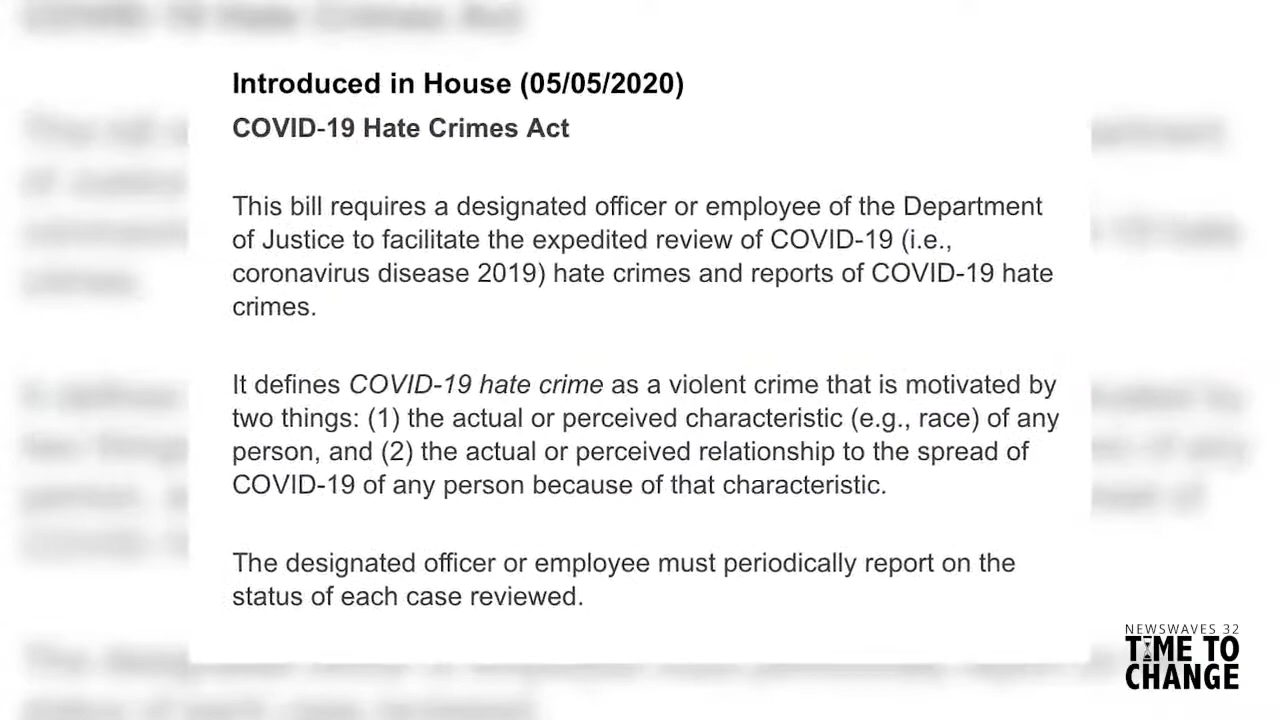 COVID-19 Hate Crimes Act
Introduced in House (05/05/2020)
COVID-19 Hate Crimes Act
This bill requires a designated officer or employee of the Department
of Justice to facilitate the expedited review of COVID-19 (i.e.,
coronavirus disease 2019) hate crimes and reports of COVID-19 hate
crimes.
It defines COVID-19 hate crime as a violent crime that is motivated by
two things: (1) the actual or perceived characteristic (e.g., race) of any
person, and (2) the actual or perceived relationship to the spread of
COVID-19 of any person because of that characteristic.
The designated officer or employee must periodically report on the
status of each case reviewed.
NEWSWAVES 32
TIME TO
CHANGE